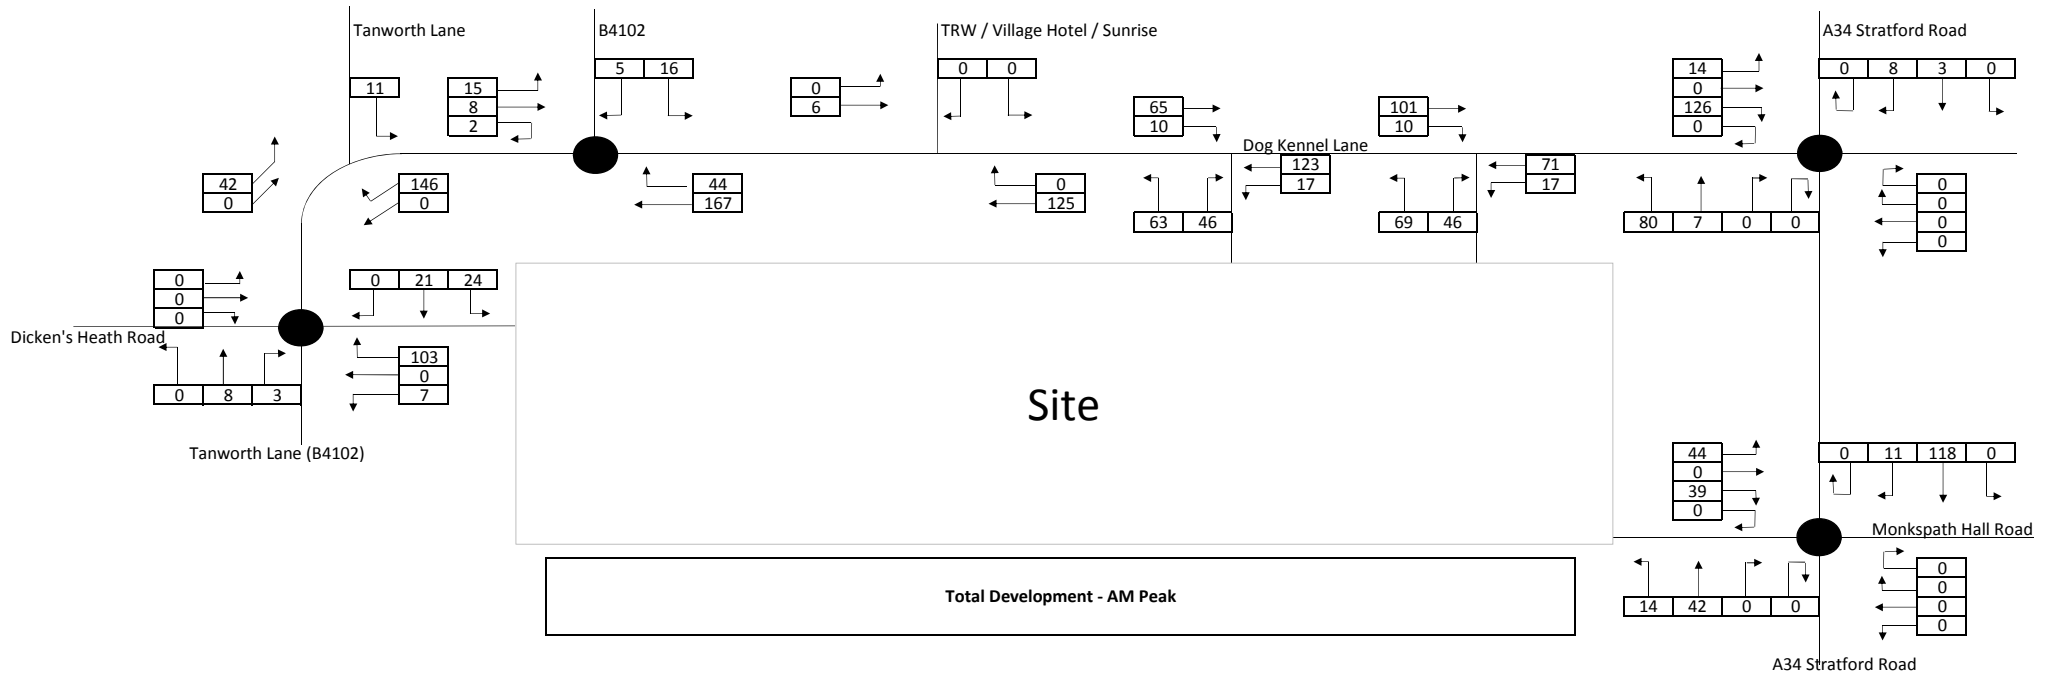 Tanworth Lane
B4102
TRW / Village Hotel / Sunrise
A34 Stratford Road
11
15
8
2
5 16
0
6
0 0
65
10
101
10
14
0
126
0
0 8 3 0
Dog Kennel Lane
42
0
146
0
44
167
0
125
123
17
71
17
63 46
69 46
80 7 0 0
0
0
0
0
0
0
0
0 21 24
Dicken's Heath Road
103
0
7
0 8 3
Tanworth Lane (B4102)
Site
44
0
39
0
0 11 118 0
Monkspath Hall Road
14 42 0 0
0
0
0
0
Total Development - AM Peak
A34 Stratford Road